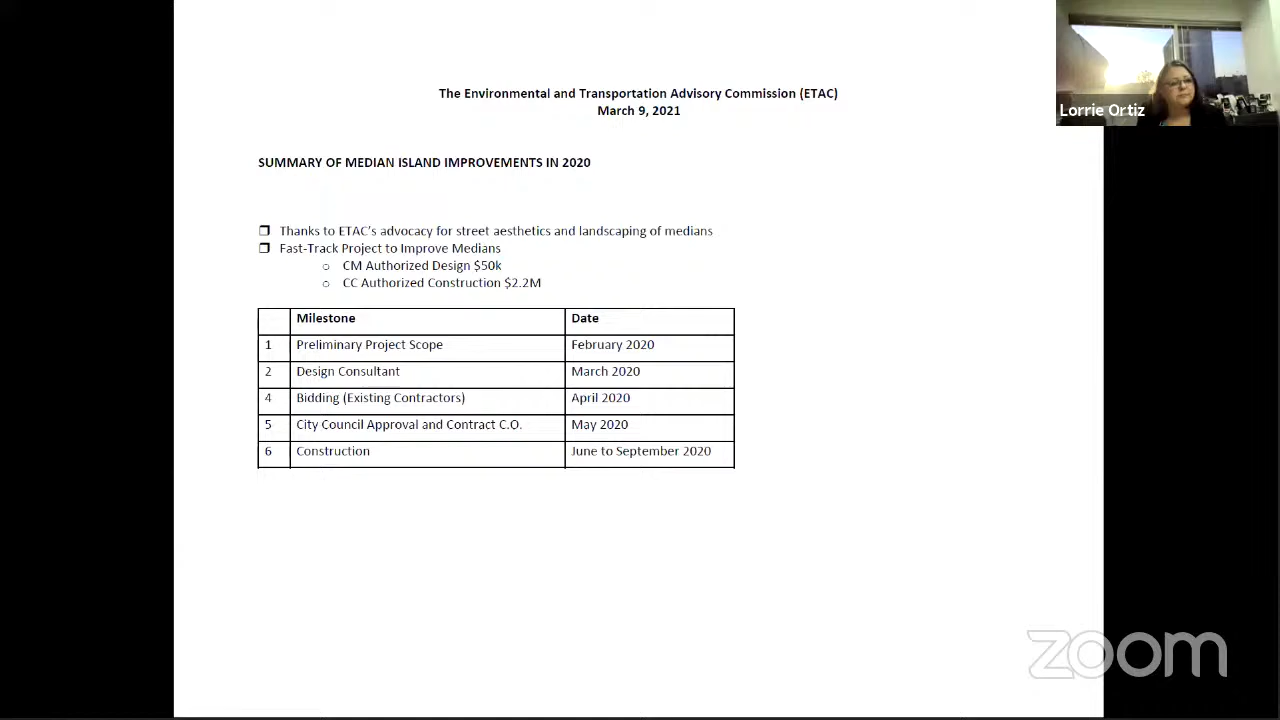 The Environmental and Transportation Advisory Commission (ETAC)
March 9, 2021
Lorrie Ortiz
SUMMARY OF MEDIAN ISLAND IMPROVEMENTS IN 2020
❒ Thanks to ETAC's advocacy for street aesthetics and landscaping of medians
❒ Fast-Track Project to Improve Medians
o CM Authorized Design $50k
o CC Authorized Construction $2.2M
Milestone Date
1 Preliminary Project Scope February 2020
2 Design Consultant March 2020
4 Bidding (Existing Contractors) April 2020
5 City Council Approval and Contract C.O. May 2020
6 Construction June to September 2020
zoom